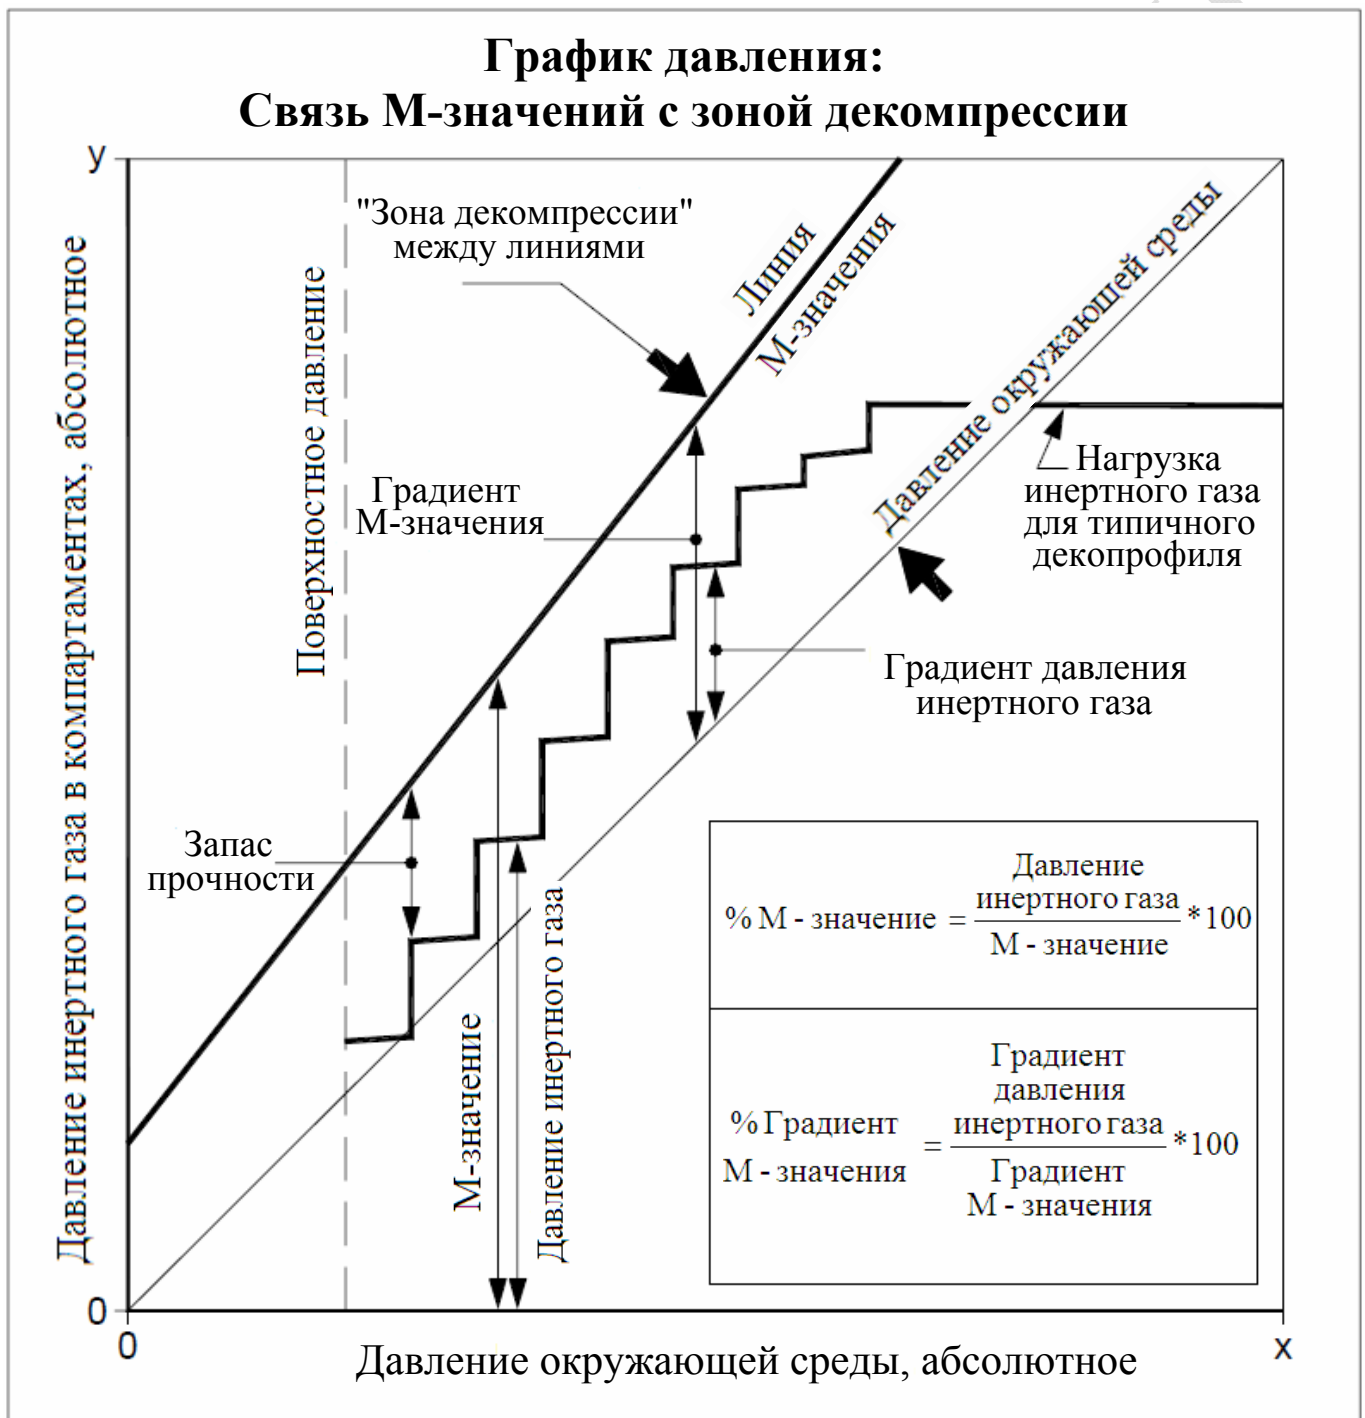 График давления:
Связь М-значений с зоной декомпрессии
y
"Зона декомпрессии"
между линиями
Линия
М-значения
Давление окружающей среды
Поверхностное давление
Давление инертного газа в компартаментах, абсолютное
Градиент
М-значения
Нагрузка
инертного газа
для типичного
декопрофиля
Градиент давления
инертного газа
Запас
прочности
М-значение
Давление инертного газа
% М - значение = Давление
инертного газа
М - значение
*100
% Градиент
М - значения
=
Градиент
давления
инертного газа
Градиент
М - значения
*100
0
0
Давление окружающей среды, абсолютное
x